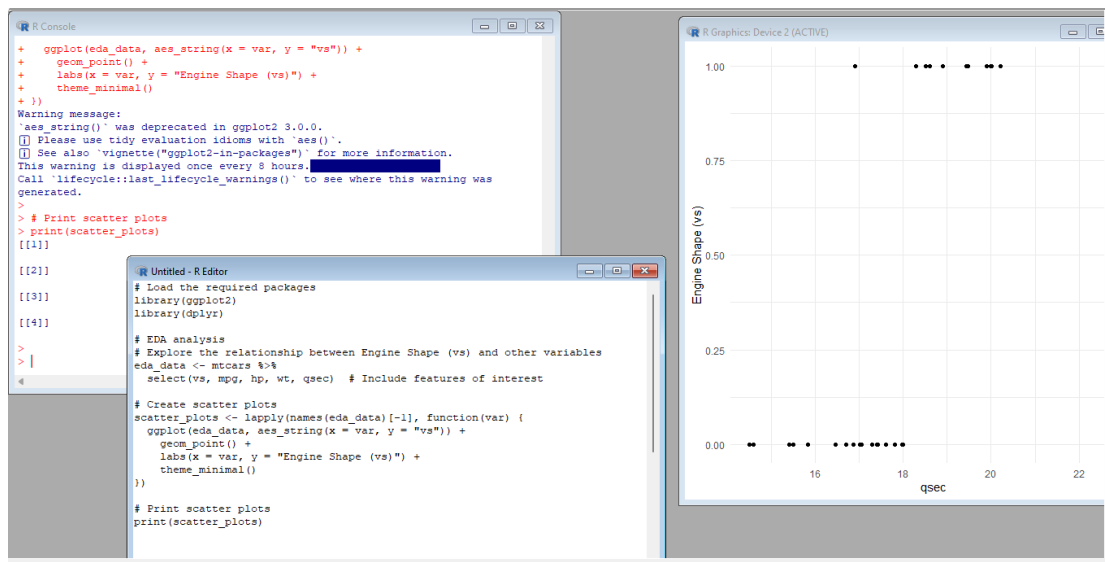 R Console
+   ggplot(eda_data, aes_string(x = var, y = "vs")) +
+     geom_point() +
+     labs(x = var, y = "Engine Shape (vs)") +
+     theme_minimal()
+ })
Warning message:
`aes_string()` was deprecated in ggplot2 3.0.0.
i Please use tidy evaluation idioms with `aes()`.
i See also `vignette("ggplot2-in-packages")` for more information.
This warning is displayed once every 8 hours.
Call `lifecycle::last_lifecycle_warnings()` to see where this warning was
generated.
>
> # Print scatter plots
> print(scatter_plots)
[[1]]
[[2]]
[[3]]
[[4]]
>
>
Untitled - R Editor
# Load the required packages
library(ggplot2)
library(dplyr)
# EDA analysis
# Explore the relationship between Engine Shape (vs) and other variables
eda_data <- mtcars %>%
  select(vs, mpg, hp, wt, qsec)  # Include features of interest
# Create scatter plots
scatter_plots <- lapply(names(eda_data)[-1], function(var) {
  ggplot(eda_data, aes_string(x = var, y = "vs")) +
    geom_point() +
    labs(x = var, y = "Engine Shape (vs)") +
    theme_minimal()
})
# Print scatter plots
print(scatter_plots)
R Graphics: Device 2 (ACTIVE)
1.00
0.75
0.50
0.25
0.00
Engine Shape (vs)
16 18 20 22
qsec